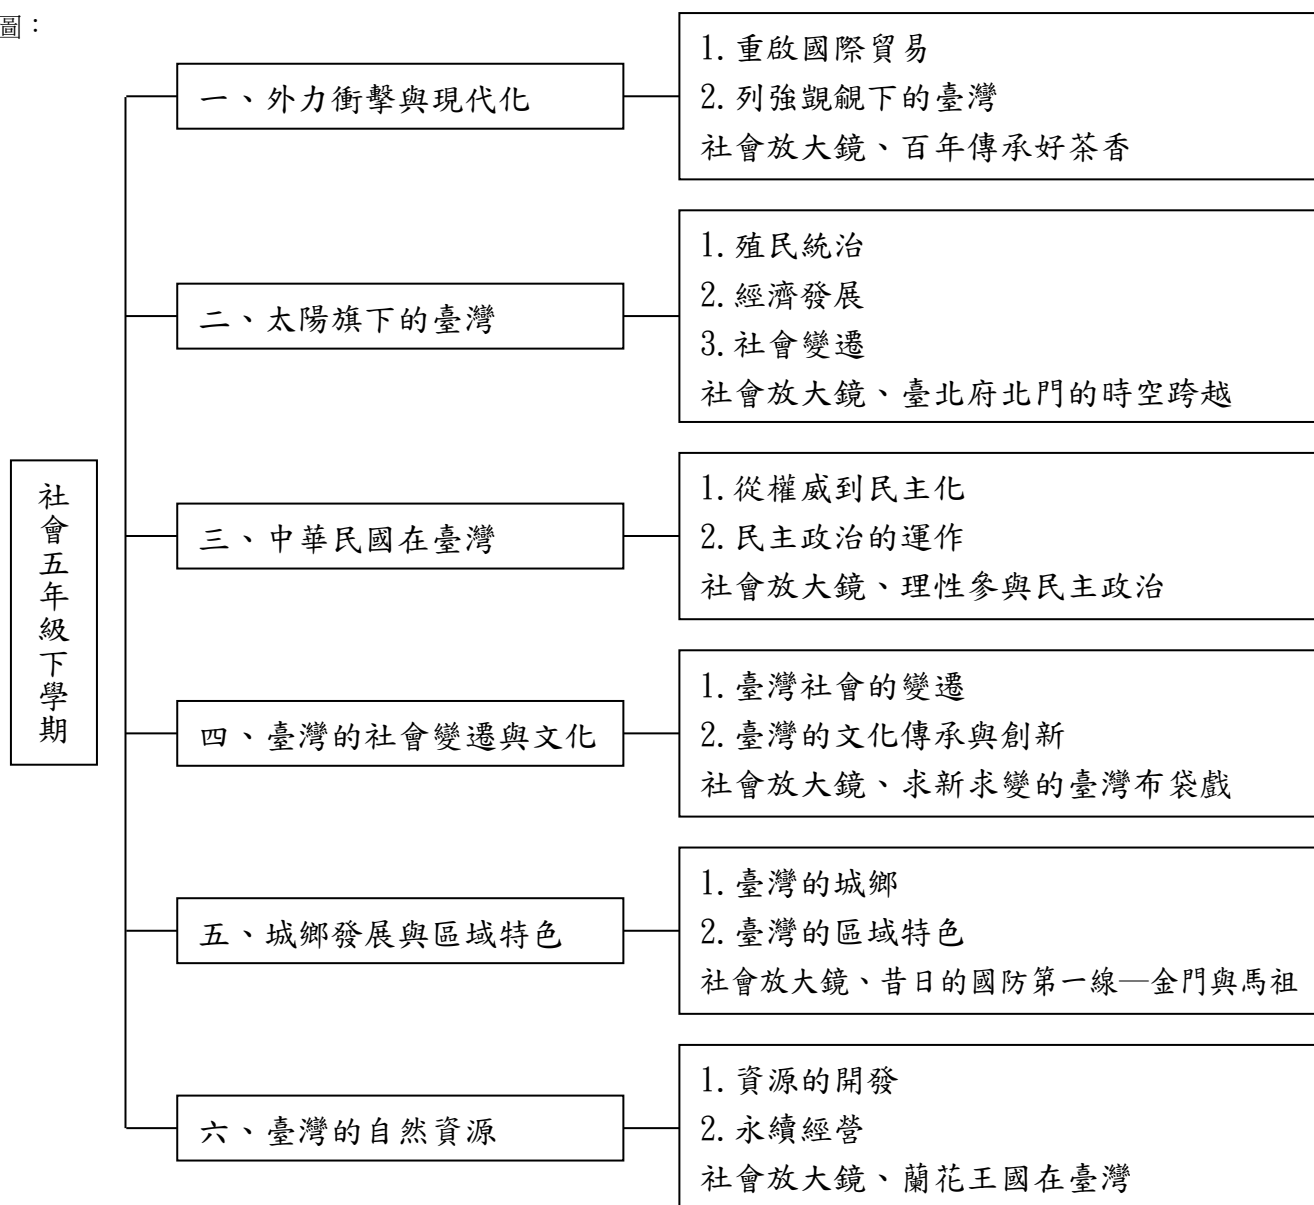 圖：
社會五年級下學期
一、外力衝擊與現代化
1.重啟國際貿易
2.列強覬覦下的臺灣
社會放大鏡、百年傳承好茶香
二、太陽旗下的臺灣
1.殖民統治
2.經濟發展
3.社會變遷
社會放大鏡、臺北府北門的時空跨越
三、中華民國在臺灣
1.從權威到民主化
2.民主政治的運作
社會放大鏡、理性參與民主政治
四、臺灣的社會變遷與文化
1.臺灣社會的變遷
2.臺灣的文化傳承與創新
社會放大鏡、求新求變的臺灣布袋戲
五、城鄉發展與區域特色
1.臺灣的城鄉
2.臺灣的區域特色
社會放大鏡、昔日的國防第一線─金門與馬祖
六、臺灣的自然資源
1.資源的開發
2.永續經營
社會放大鏡、蘭花王國在臺灣